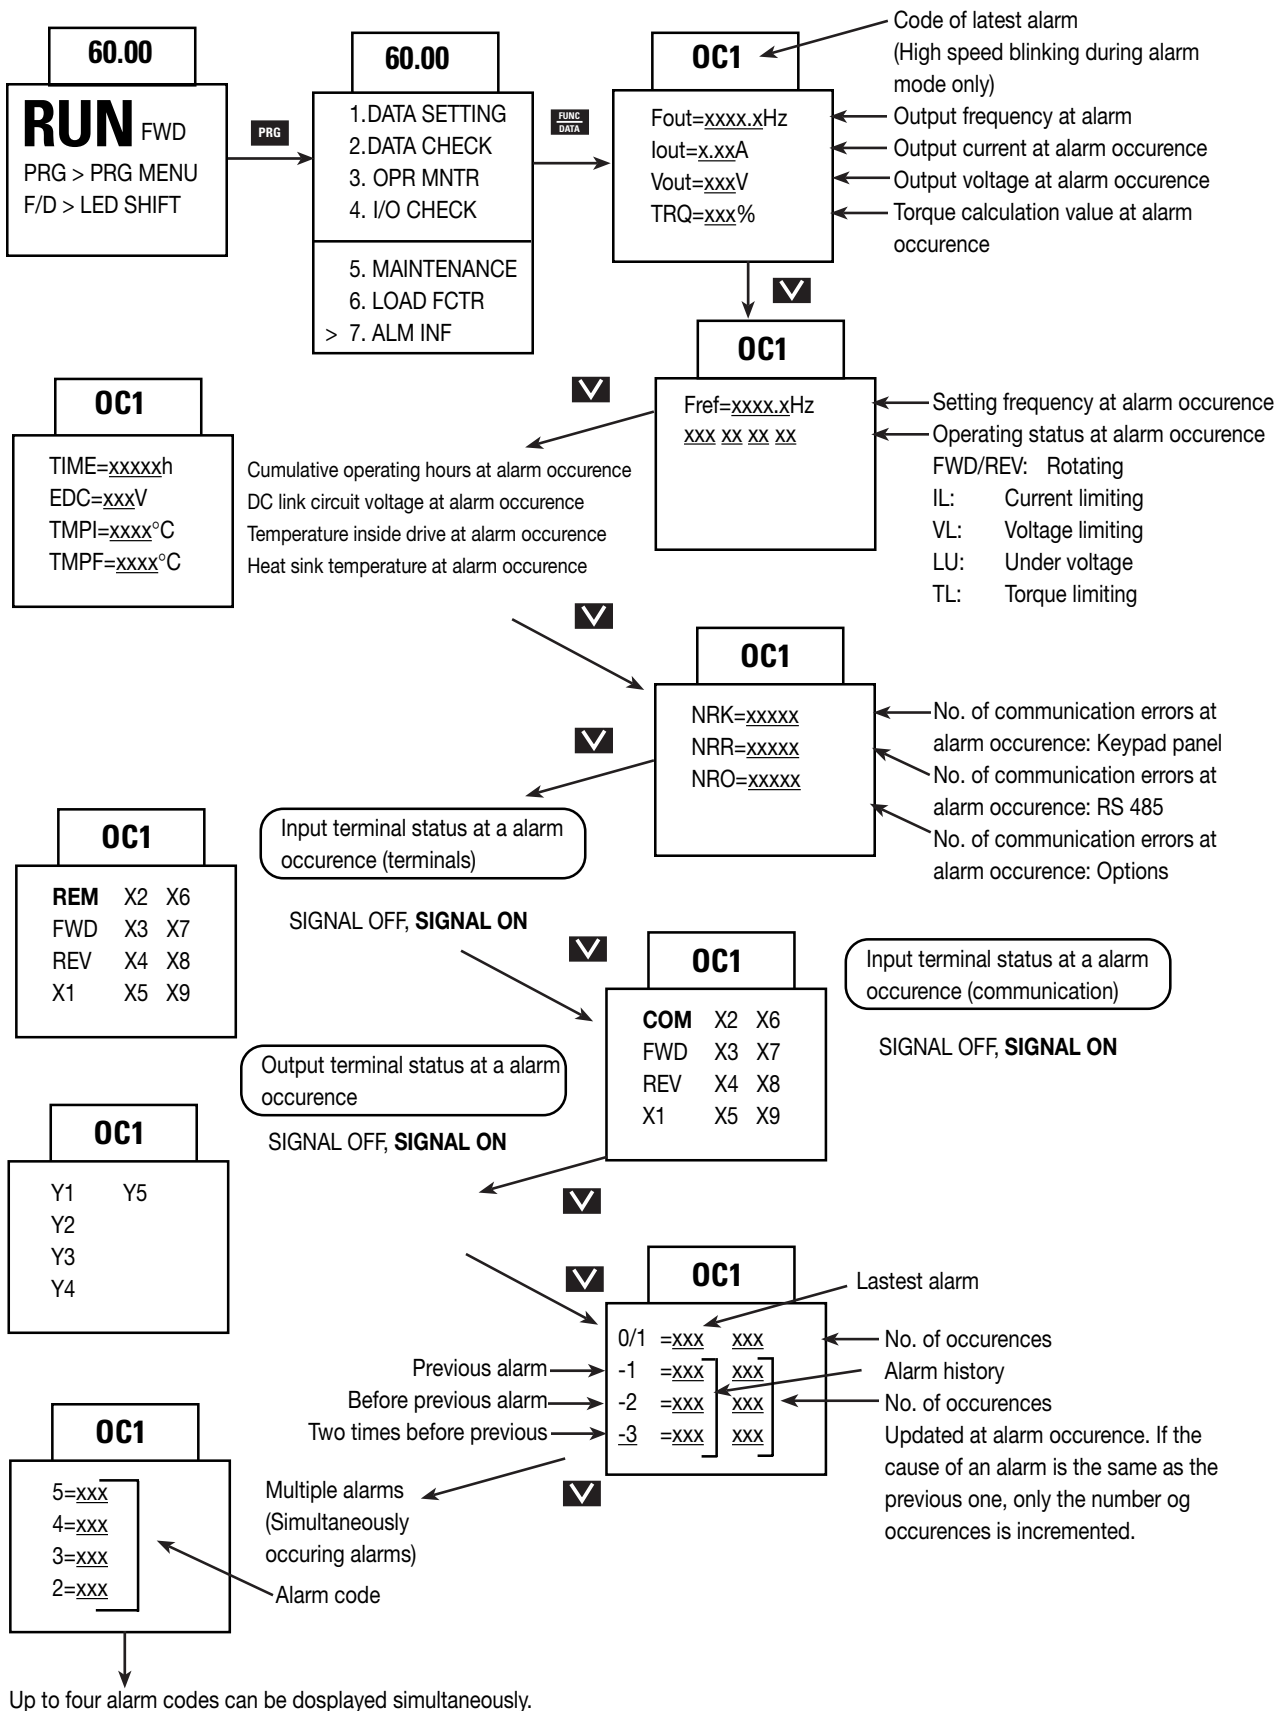 60.00
RUN FWD
PRG > PRG MENU
F/D > LED SHIFT
PRG
60.00
1.DATA SETTING
2.DATA CHECK
3. OPR MNTR
4. I/O CHECK
5. MAINTENANCE
6. LOAD FCTR
> 7. ALM INF
FUNC
DATA
OC1
Fout=xxxx.xHz
Iout=x.xxA
Vout=xxxV
TRQ=xxx%
Code of latest alarm
(High speed blinking during alarm
mode only)
Output frequency at alarm
Output current at alarm occurence
Output voltage at alarm occurence
Torque calculation value at alarm
occurence
OC1
Fref=xxxx.xHz
xxx xx xx xx
Setting frequency at alarm occurence
Operating status at alarm occurence
FWD/REV: Rotating
IL: Current limiting
VL: Voltage limiting
LU: Under voltage
TL: Torque limiting
OC1
TIME=xxxxxh
EDC=xxxV
TMPI=xxxx°C
TMPF=xxxx°C
Cumulative operating hours at alarm occurence
DC link circuit voltage at alarm occurence
Temperature inside drive at alarm occurence
Heat sink temperature at alarm occurence
OC1
NRK=xxxxx
NRR=xxxxx
NRO=xxxxx
No. of communication errors at
alarm occurence: Keypad panel
No. of communication errors at
alarm occurence: RS 485
No. of communication errors at
alarm occurence: Options
OC1
REM X2 X6
FWD X3 X7
REV X4 X8
X1 X5 X9
Input terminal status at a alarm
occurence (terminals)
SIGNAL OFF, SIGNAL ON
OC1
COM X2 X6
FWD X3 X7
REV X4 X8
X1 X5 X9
Input terminal status at a alarm
occurence (communication)
SIGNAL OFF, SIGNAL ON
Output terminal status at a alarm
occurence
SIGNAL OFF, SIGNAL ON
OC1
Y1 Y5
Y2
Y3
Y4
OC1
0/1 =xxx xxx
-1 =xxx xxx
-2 =xxx xxx
-3 =xxx xxx
Previous alarm
Before previous alarm
Two times before previous
Lastest alarm
No. of occurences
Alarm history
No. of occurences
Updated at alarm occurence. If the
cause of an alarm is the same as the
previous one, only the number og
occurences is incremented.
OC1
5=xxx
4=xxx
3=xxx
2=xxx
Multiple alarms
(Simultaneously
occuring alarms)
Alarm code
Up to four alarm codes can be dosplayed simultaneously.